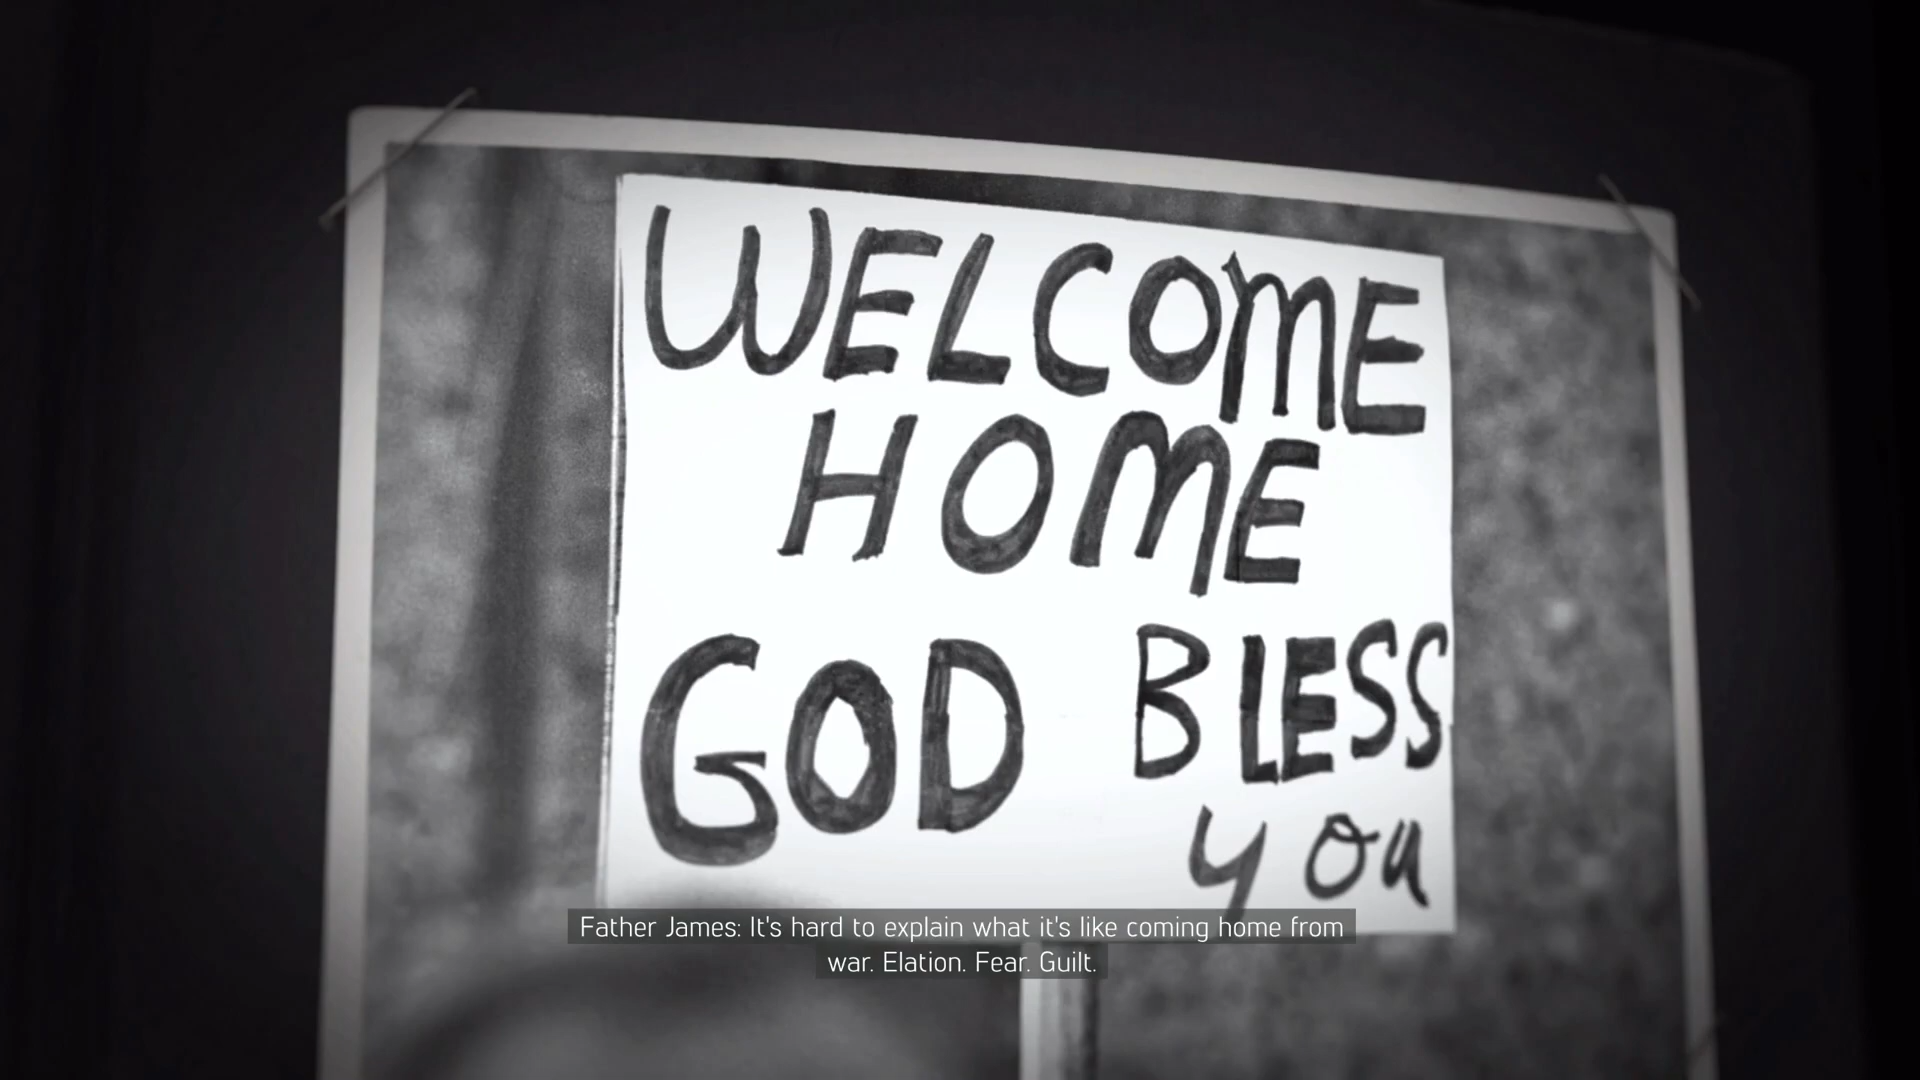 WELCOME
HOME
GOD BLESS
you
Father James: It's hard to explain what it's like coming home from
war. Elation. Fear. Guilt.